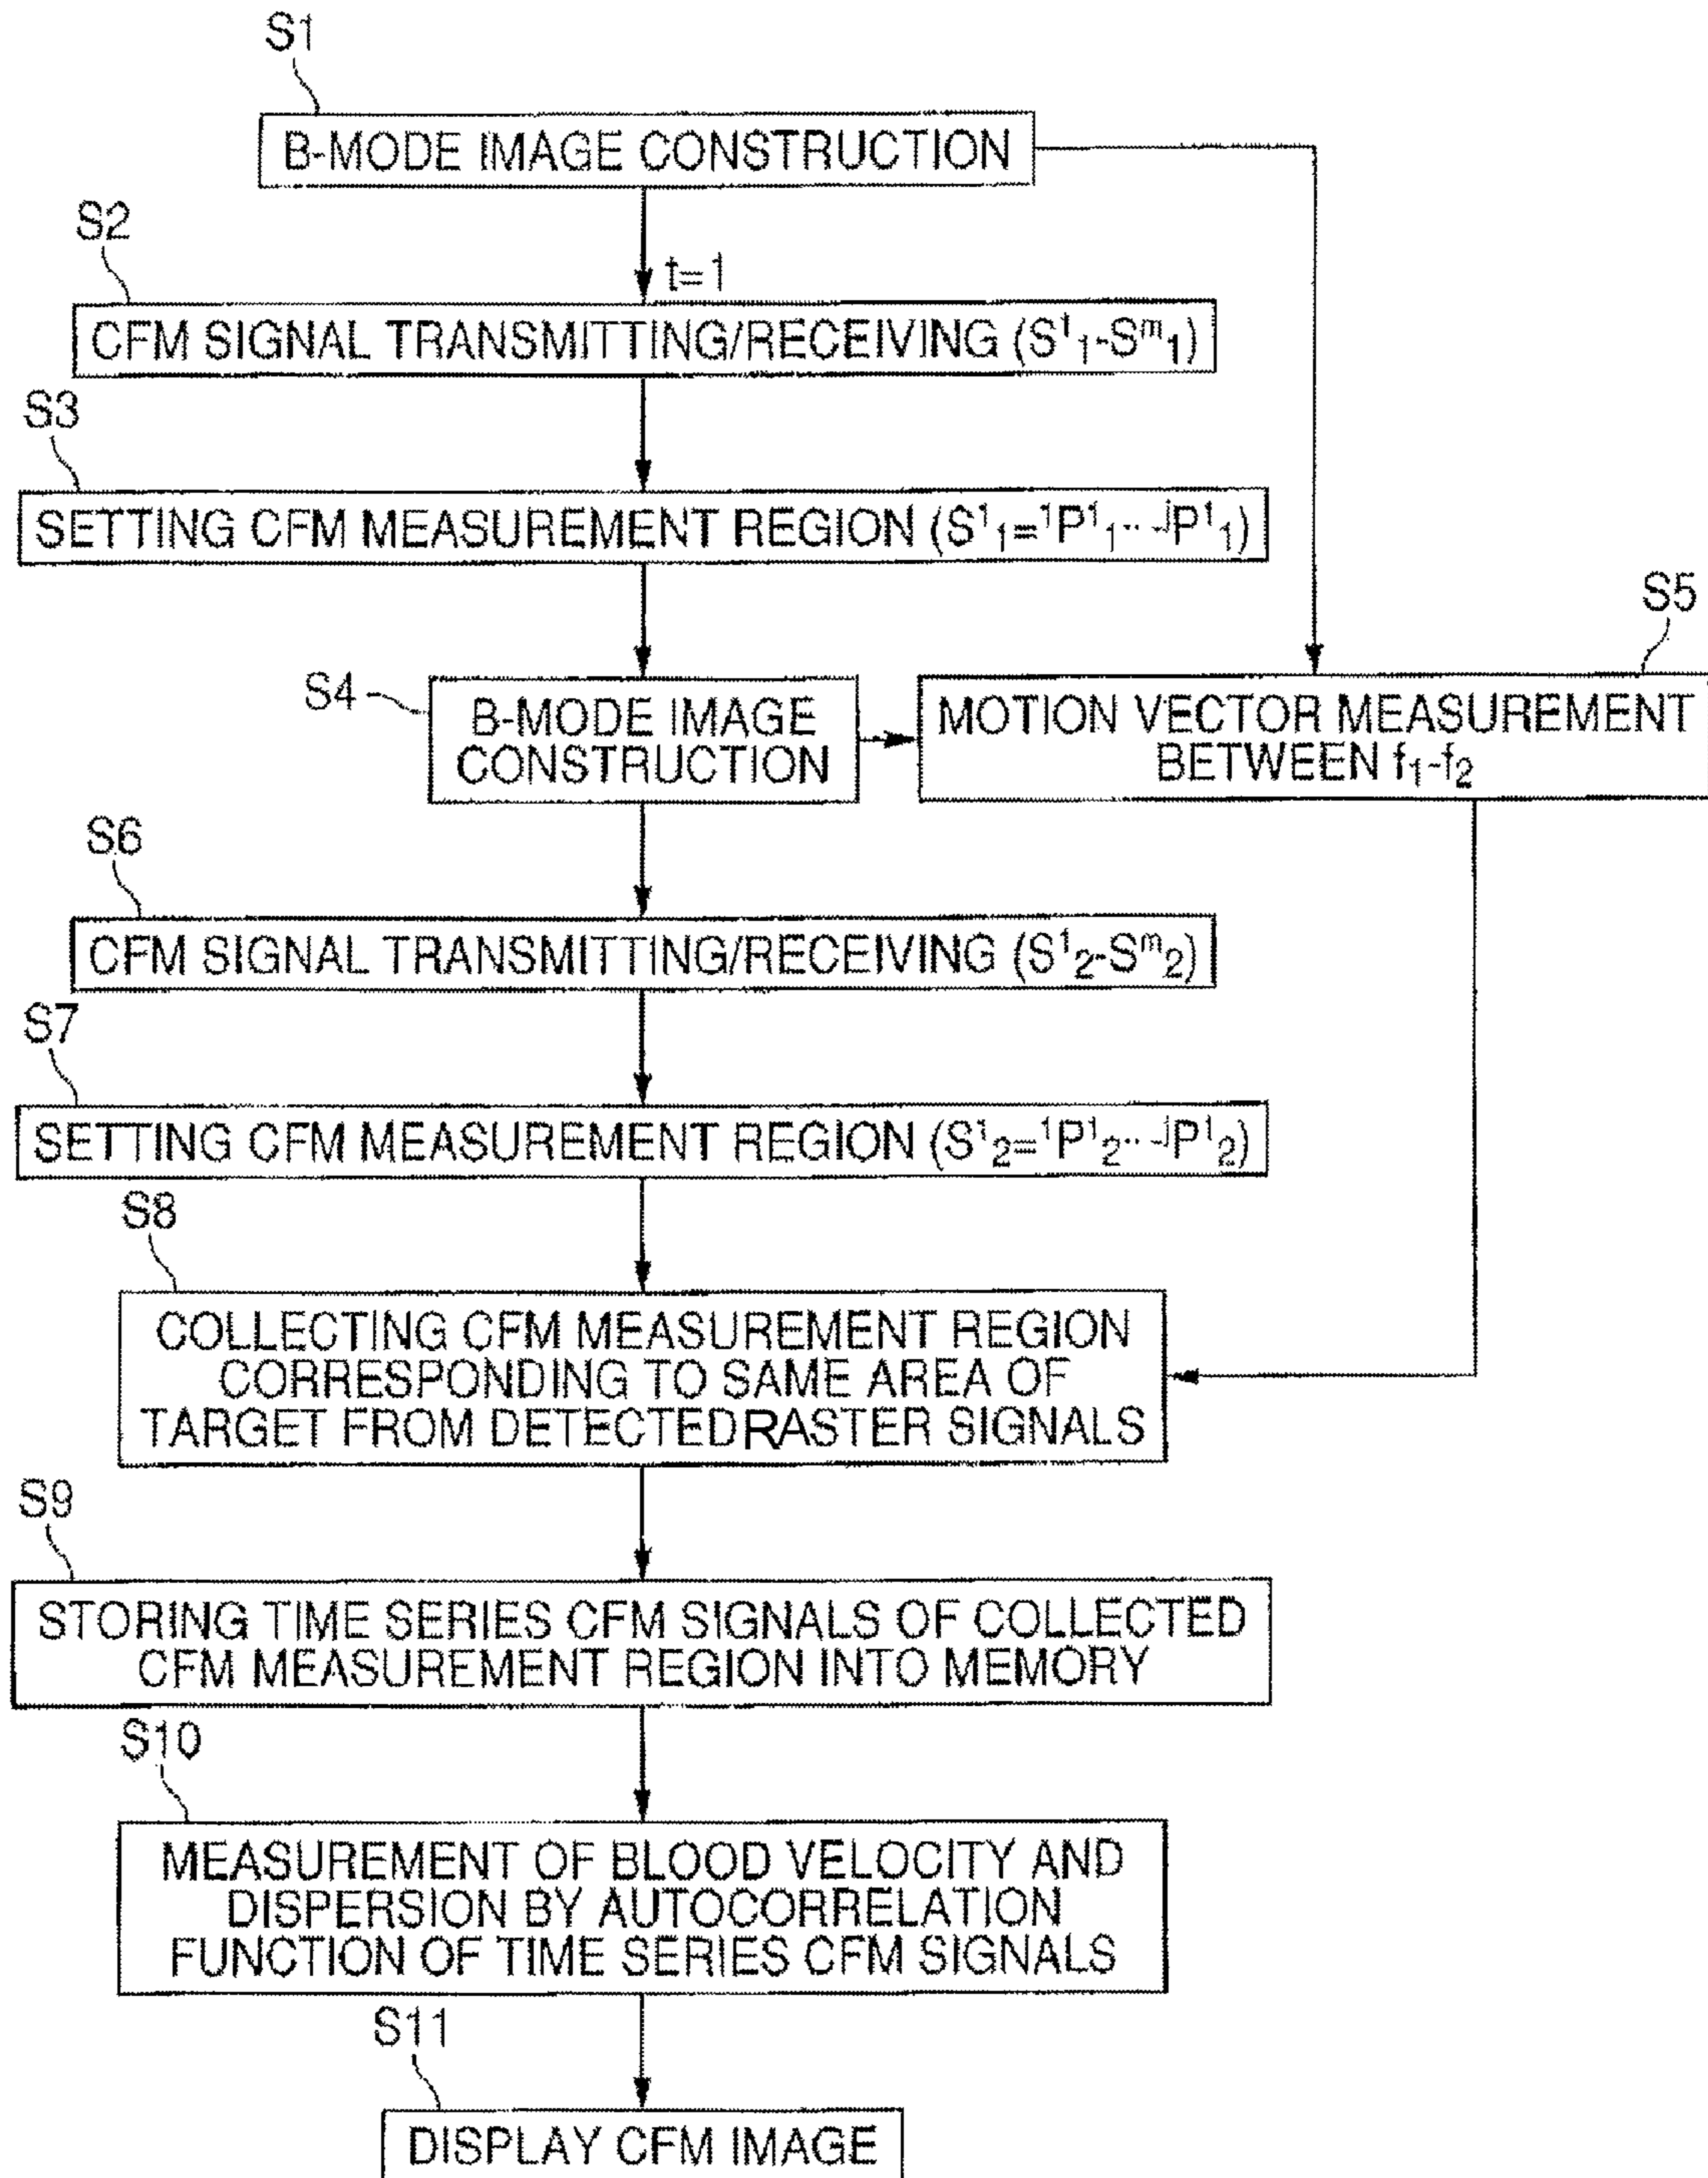 S1
B-MODE IMAGE CONSTRUCTION
S2
t=1
CFM SIGNAL TRANSMITTING/RECEIVING (S¹₁-Sᵐ₁)
S3
SETTING CFM MEASUREMENT REGION (S¹₁=¹P¹₁...ʲP¹₁)
S4
B-MODE IMAGE
CONSTRUCTION
S5
MOTION VECTOR MEASUREMENT
BETWEEN f₁-f₂
S6
CFM SIGNAL TRANSMITTING/RECEIVING (S¹₂-Sᵐ₂)
S7
SETTING CFM MEASUREMENT REGION (S¹₂=¹P¹₂...ʲP¹₂)
S8
COLLECTING CFM MEASUREMENT REGION
CORRESPONDING TO SAME AREA OF
TARGET FROM DETECTED RASTER SIGNALS
S9
STORING TIME SERIES CFM SIGNALS OF COLLECTED
CFM MEASUREMENT REGION INTO MEMORY
S10
MEASUREMENT OF BLOOD VELOCITY AND
DISPERSION BY AUTOCORRELATION
FUNCTION OF TIME SERIES CFM SIGNALS
S11
DISPLAY CFM IMAGE